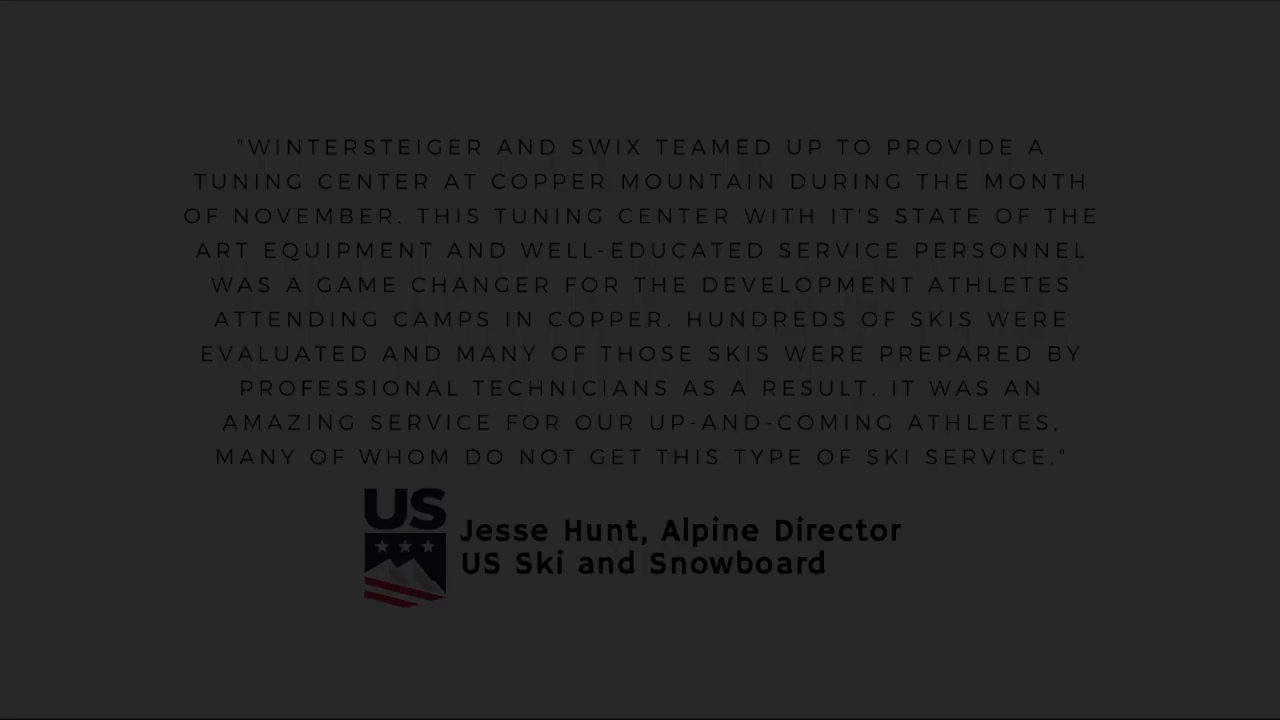 "WINTERSTEIGER AND SWIX TEAMED UP TO PROVIDE A
TUNING CENTER AT COPPER MOUNTAIN DURING THE MONTH
OF NOVEMBER. THIS TUNING CENTER WITH IT'S STATE OF THE
ART EQUIPMENT AND WELL-EDUCATED SERVICE PERSONNEL
WAS A GAME CHANGER FOR THE DEVELOPMENT ATHLETES
ATTENDING CAMPS IN COPPER. HUNDREDS OF SKIS WERE
EVALUATED AND MANY OF THOSE SKIS WERE PREPARED BY
PROFESSIONAL TECHNICIANS AS A RESULT. IT WAS AN
AMAZING SERVICE FOR OUR UP-AND-COMING ATHLETES,
MANY OF WHOM DO NOT GET THIS TYPE OF SKI SERVICE."
US
Jesse Hunt, Alpine Director
US Ski and Snowboard